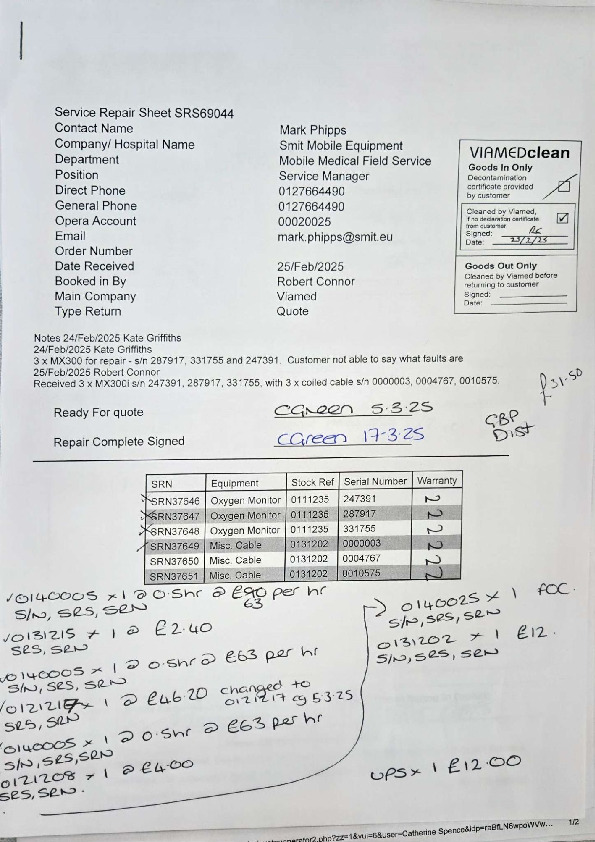 Service Repair Sheet SRS69044
Contact Name Mark Phipps
Company/ Hospital Name Smit Mobile Equipment
Department Mobile Medical Field Service
Position Service Manager
Direct Phone 0127664490
General Phone 0127664490
Opera Account 00020025
Email mark.phipps@smit.eu
Order Number
Date Received 25/Feb/2025
Booked in By Robert Connor
Main Company Viamed
Type Return Quote
VIAMEDclean
Goods In Only
Decontamination
certificate provided
by customer
Cleaned by Viamed,
if no declaration certificate
from customer
Signed:
Date: 25/2/25
Goods Out Only
Cleaned by Viamed before
returning to customer
Signed:
Date:
Notes 24/Feb/2025 Kate Griffiths
24/Feb/2025 Kate Griffiths
3 x MX300 for repair - s/n 287917, 331755 and 247391. Customer not able to say what faults are
25/Feb/2025 Robert Connor
Received 3 x MX300i s/n 247391, 287917, 331755, with 3 x coiled cable s/n 0000003, 0004767, 0010575.
£31-50
Ready For quote CGreen 5.3.25
GBP
Dist
Repair Complete Signed CGreen 17-3-25
SRN Equipment Stock Ref Serial Number Warranty
SRN37646 Oxygen Monitor 0111235 247391 N
SRN37647 Oxygen Monitor 0111235 287917 N
SRN37648 Oxygen Monitor 0111235 331755 N
SRN37649 Misc. Cable 0131202 0000003 N
SRN37650 Misc. Cable 0131202 0004767 N
SRN37651 Misc. Cable 0131202 0010575 N
0140005 x 1 @ 0.5hr @ £90 per hr
63
S/N, SRS, SRN
0131215 x 1 @ £2.40
SRS, SRN
0140005 x 1 @ 0.5hr @ £63 per hr
S/N, SRS, SRN
0121217 x 1 @ £46.20 changed to
0121217 cg 5.3.25
SRS, SRN
0140005 x 1 @ 0.5hr @ £63 per hr
S/N, SRS, SRN
0121208 x 1 @ £4.00
SRS, SRN.
0140025 x 1 FOC.
S/N, SRS, SRN
0131202 x 1 £12.
S/N, SRS, SRN
UPS x 1 £12.00
1/2